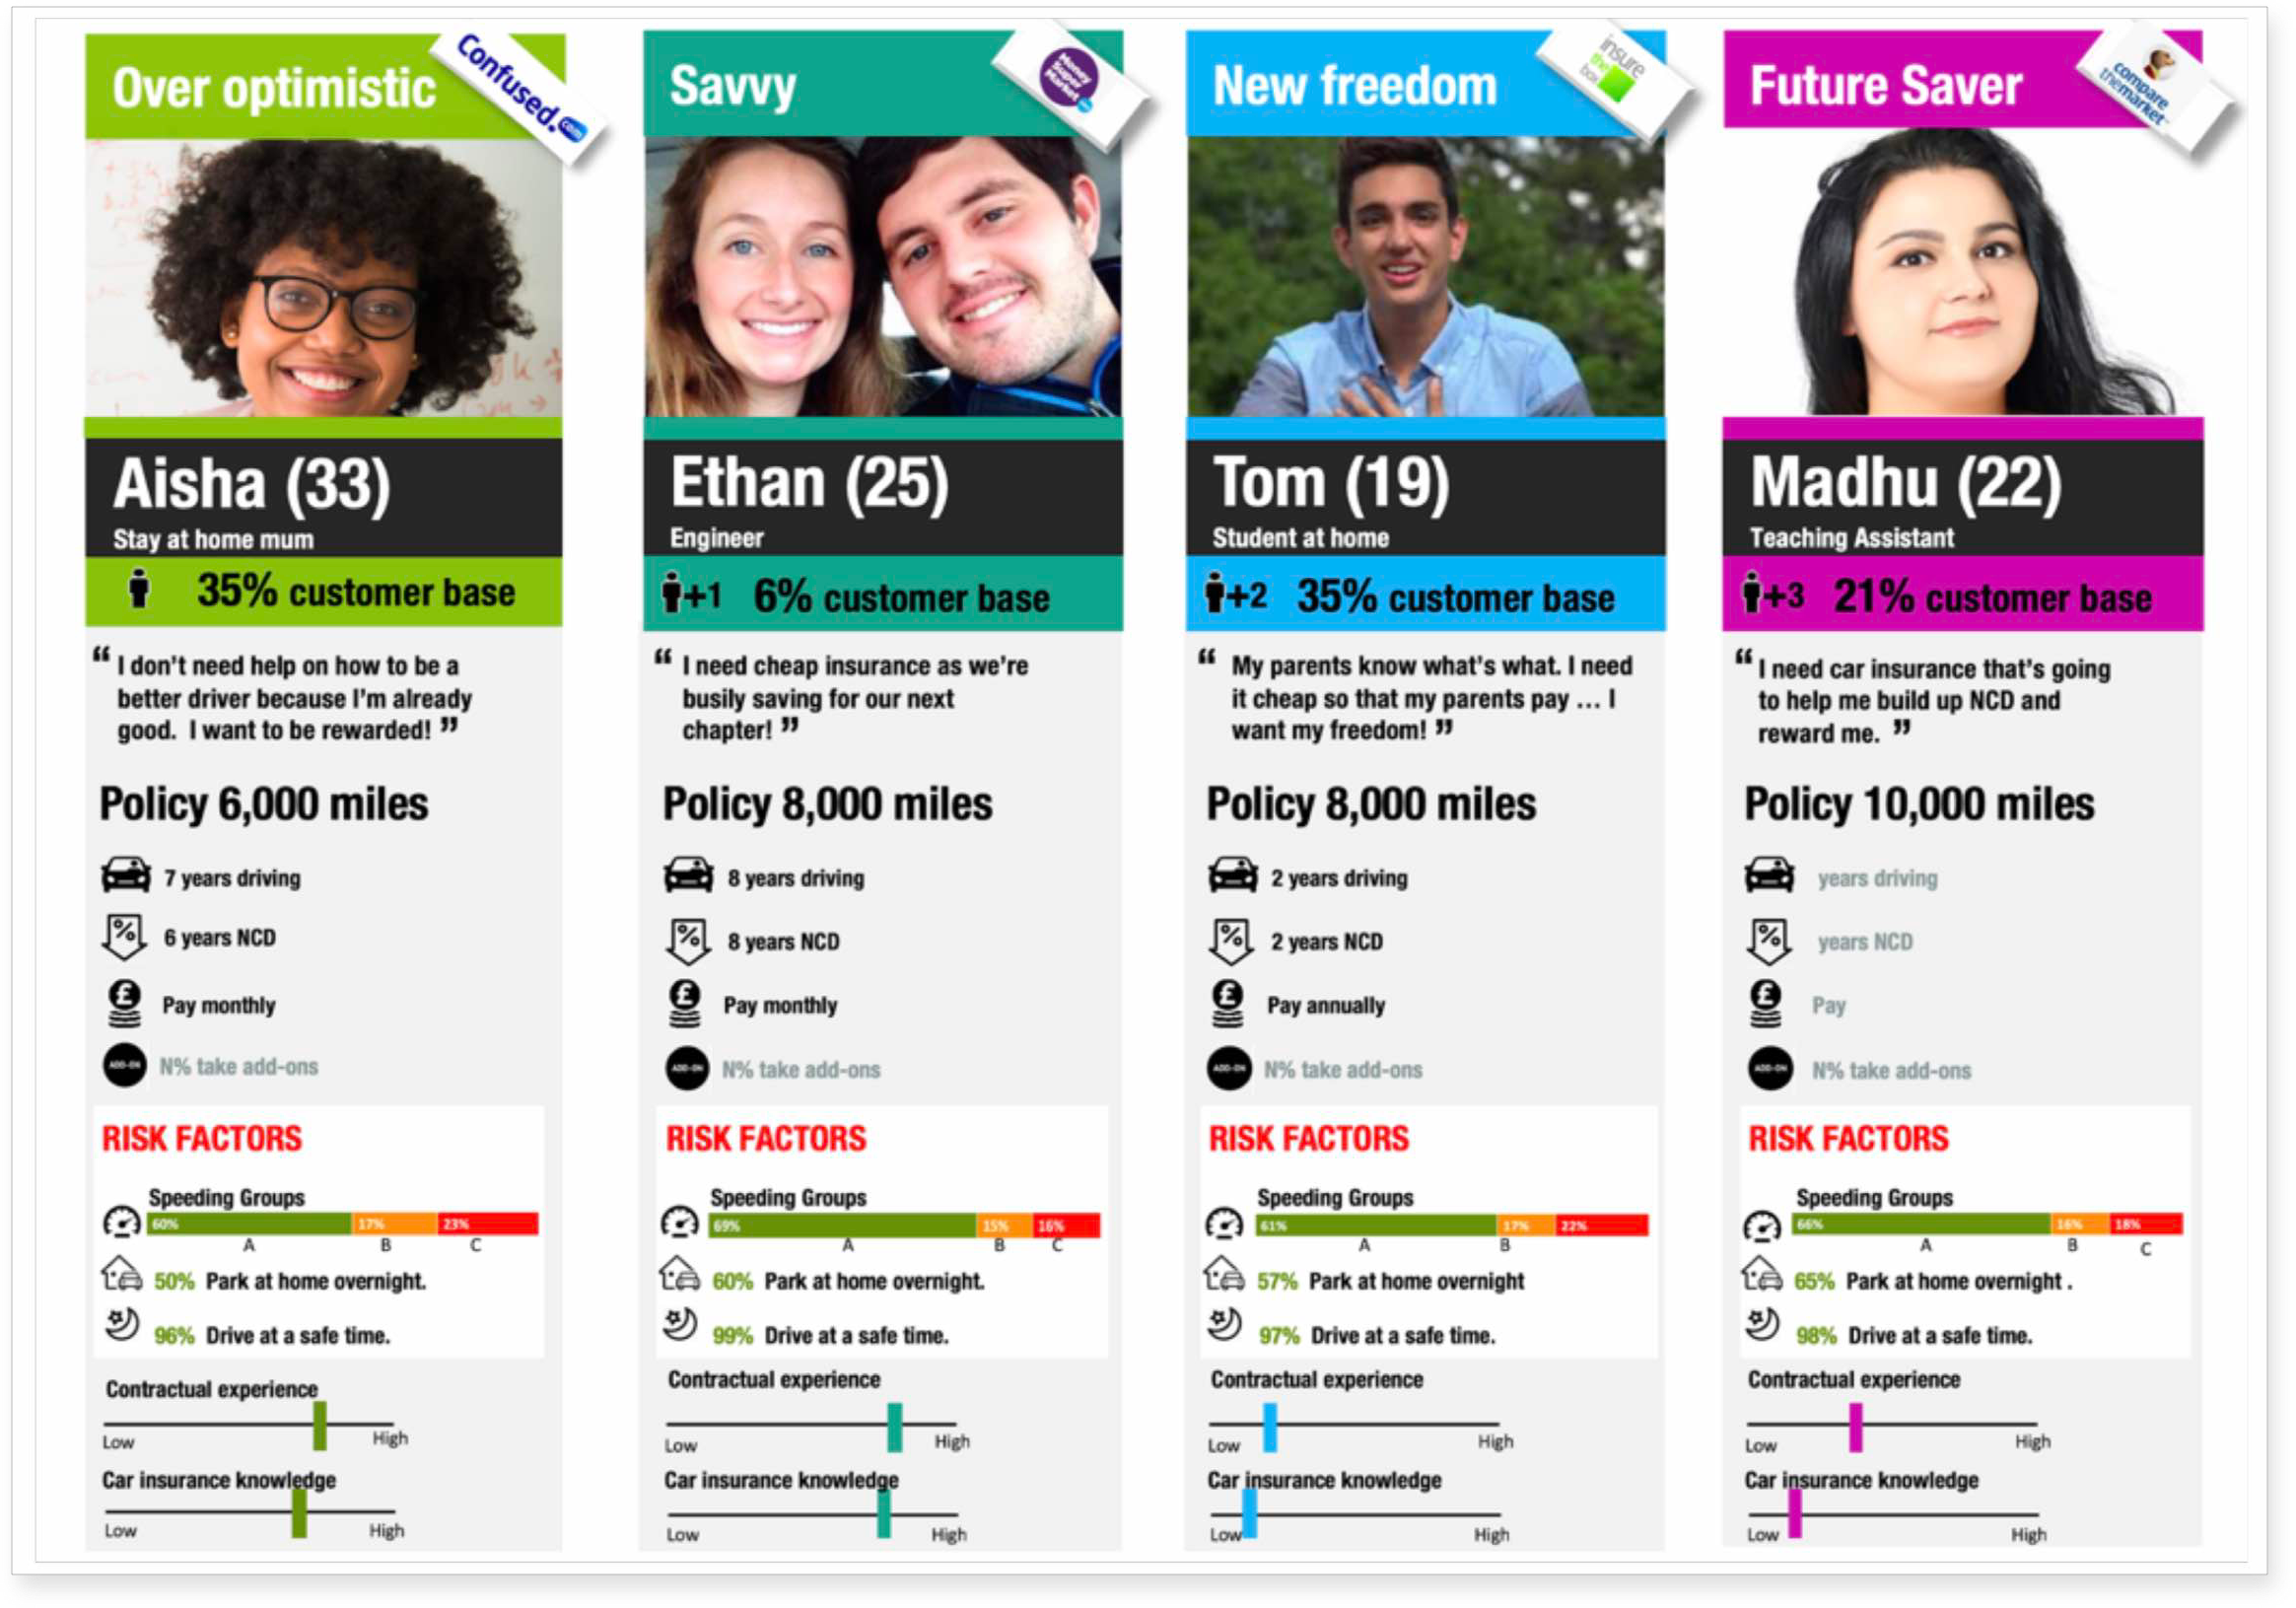 Over optimistic
Confused.com
Aisha (33)
Stay at home mum
35% customer base
“ I don't need help on how to be a
better driver because I'm already
good. I want to be rewarded! ”
Policy 6,000 miles
7 years driving
6 years NCD
Pay monthly
ADD-ON N% take add-ons
RISK FACTORS
Speeding Groups
60% 17% 23%
A B C
50% Park at home overnight.
96% Drive at a safe time.
Contractual experience
Low High
Car insurance knowledge
Low High
Savvy
Money
Super
Market
Ethan (25)
Engineer
+1 6% customer base
“ I need cheap insurance as we're
busily saving for our next
chapter! ”
Policy 8,000 miles
8 years driving
8 years NCD
Pay monthly
ADD-ON N% take add-ons
RISK FACTORS
Speeding Groups
69% 15% 16%
A B C
60% Park at home overnight.
99% Drive at a safe time.
Contractual experience
Low High
Car insurance knowledge
Low High
New freedom
insure
the
box
Tom (19)
Student at home
+2 35% customer base
“ My parents know what's what. I need
it cheap so that my parents pay ... I
want my freedom! ”
Policy 8,000 miles
2 years driving
2 years NCD
Pay annually
ADD-ON N% take add-ons
RISK FACTORS
Speeding Groups
61% 17% 22%
A B
57% Park at home overnight
97% Drive at a safe time.
Contractual experience
Low High
Car insurance knowledge
Low High
Future Saver
compare
themarket
Madhu (22)
Teaching Assistant
+3 21% customer base
“ I need car insurance that's going
to help me build up NCD and
reward me. ”
Policy 10,000 miles
years driving
years NCD
Pay
ADD-ON N% take add-ons
RISK FACTORS
Speeding Groups
66% 16% 18%
A B C
65% Park at home overnight .
98% Drive at a safe time.
Contractual experience
Low High
Car insurance knowledge
Low High